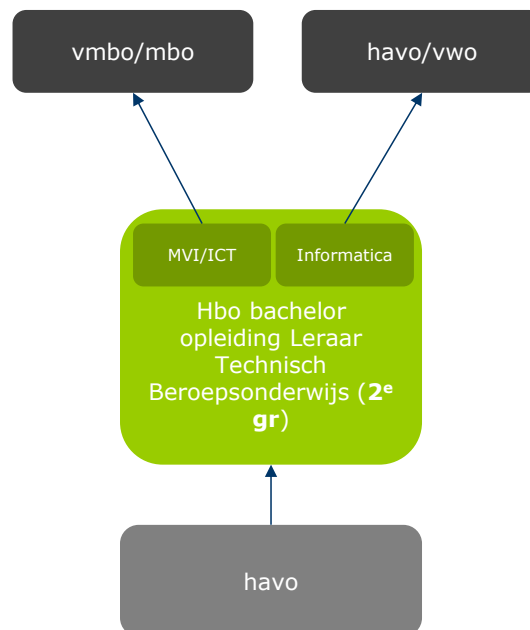 vmbo/mbo
havo/vwo
MVI/ICT
Informatica
Hbo bachelor
opleiding Leraar
Technisch
Beroepsonderwijs (2e
gr)
havo